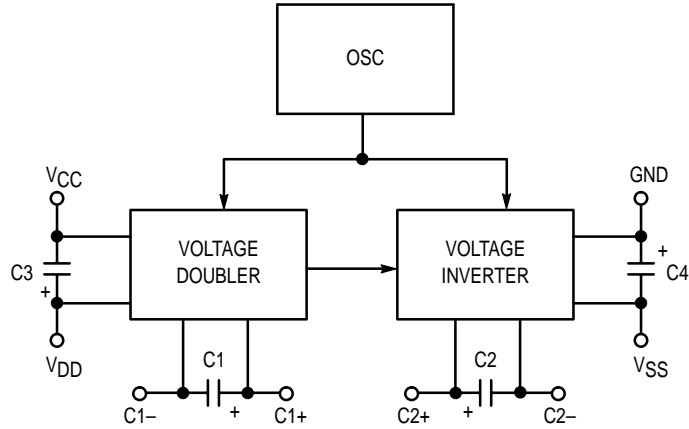 OSC
VCC
GND
VOLTAGE
DOUBLER
VOLTAGE
INVERTER
C3
+
+
C4
VDD
VSS
C1
C2
C1–
+
C1+
C2+
+
C2–